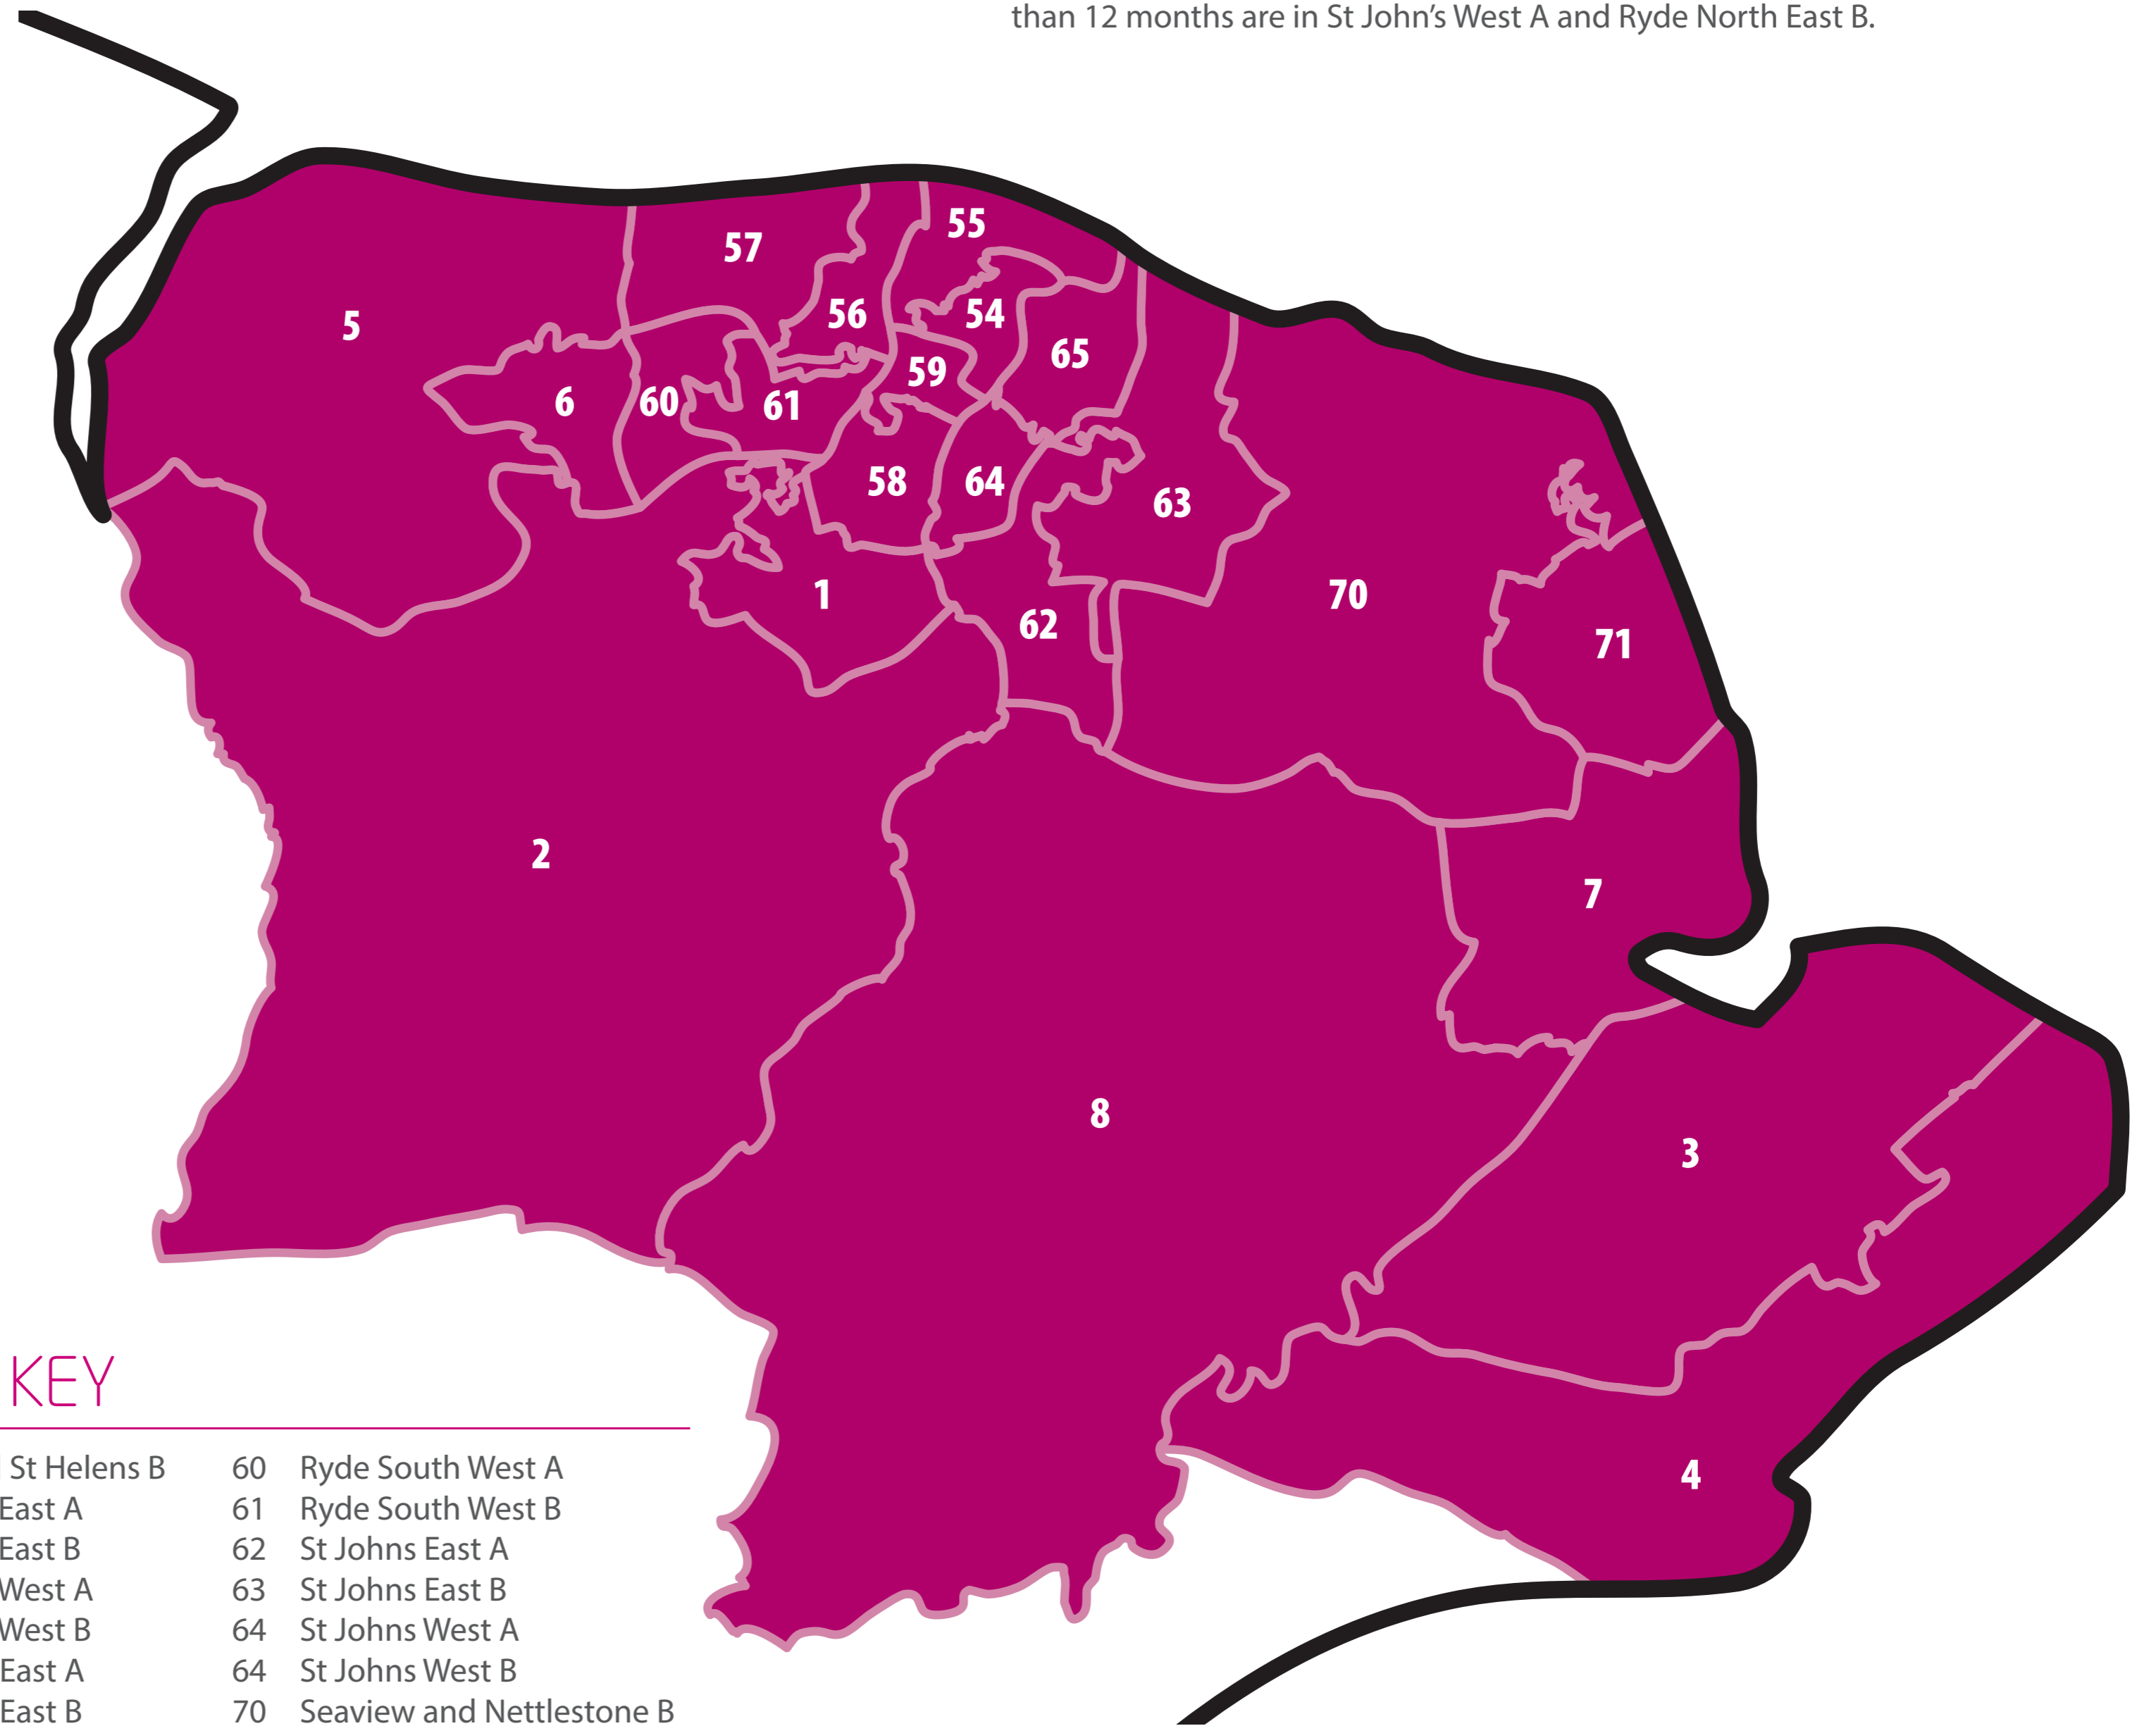 than 12 months are in St John’s West A and Ryde North East B.
55
57
56
54
5
65
59
6
60
61
58
64
63
1
70
62
71
2
7
8
3
4
KEY
St Helens B 60 Ryde South West A
East A 61 Ryde South West B
East B 62 St Johns East A
West A 63 St Johns East B
West B 64 St Johns West A
East A 64 St Johns West B
East B 70 Seaview and Nettlestone B